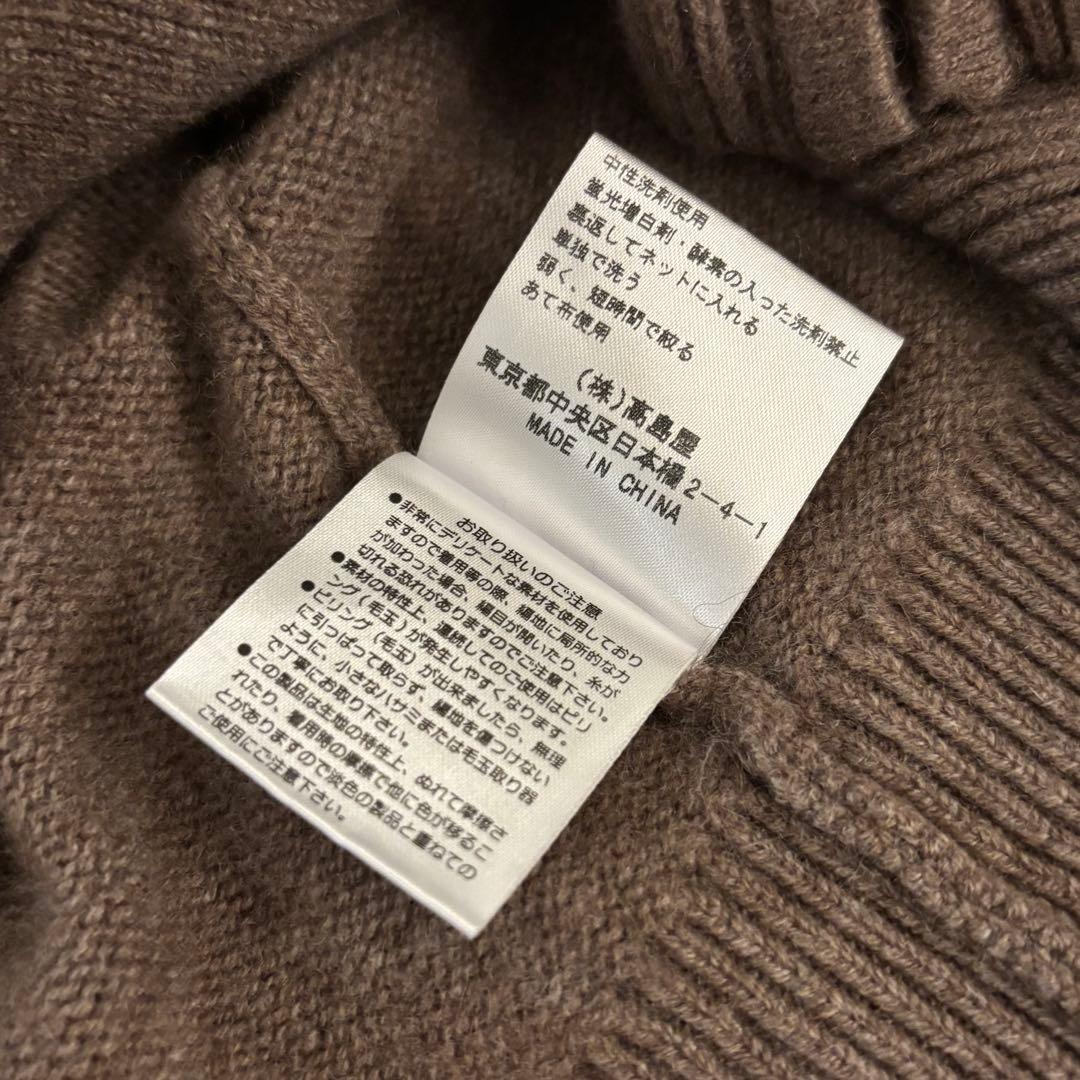 中性洗剤使用
蛍光増白剤・酵素の入った洗剤禁止
裏返してネットに入れる
単独で洗う
弱く、短時間で絞る
あて布使用
(株)高島屋
東京都中央区日本橋2−4−1
MADE IN CHINA
お取り扱いのご注意
●非常にデリケートな素材を使用しており
ますので着用等の際、編地に局所的な力
が加わった場合、編目が開いたり、糸が
切れる恐れがありますのでご注意下さい。
●素材の特性上、連続してのご使用はピリ
ング(毛玉)が発生しやすくなります。
●ピリング(毛玉)が出来ましたら、無理
に引っぱって取らず、編地を傷つけない
ように、小さなハサミまたは毛玉取り器
で丁寧にお取り下さい。
●この製品は生地の特性上、ぬれて摩擦さ
れたり、着用時の摩擦で他に色が移るこ
とがありますので淡色の製品と重ねての
ご使用にご注意下さい。